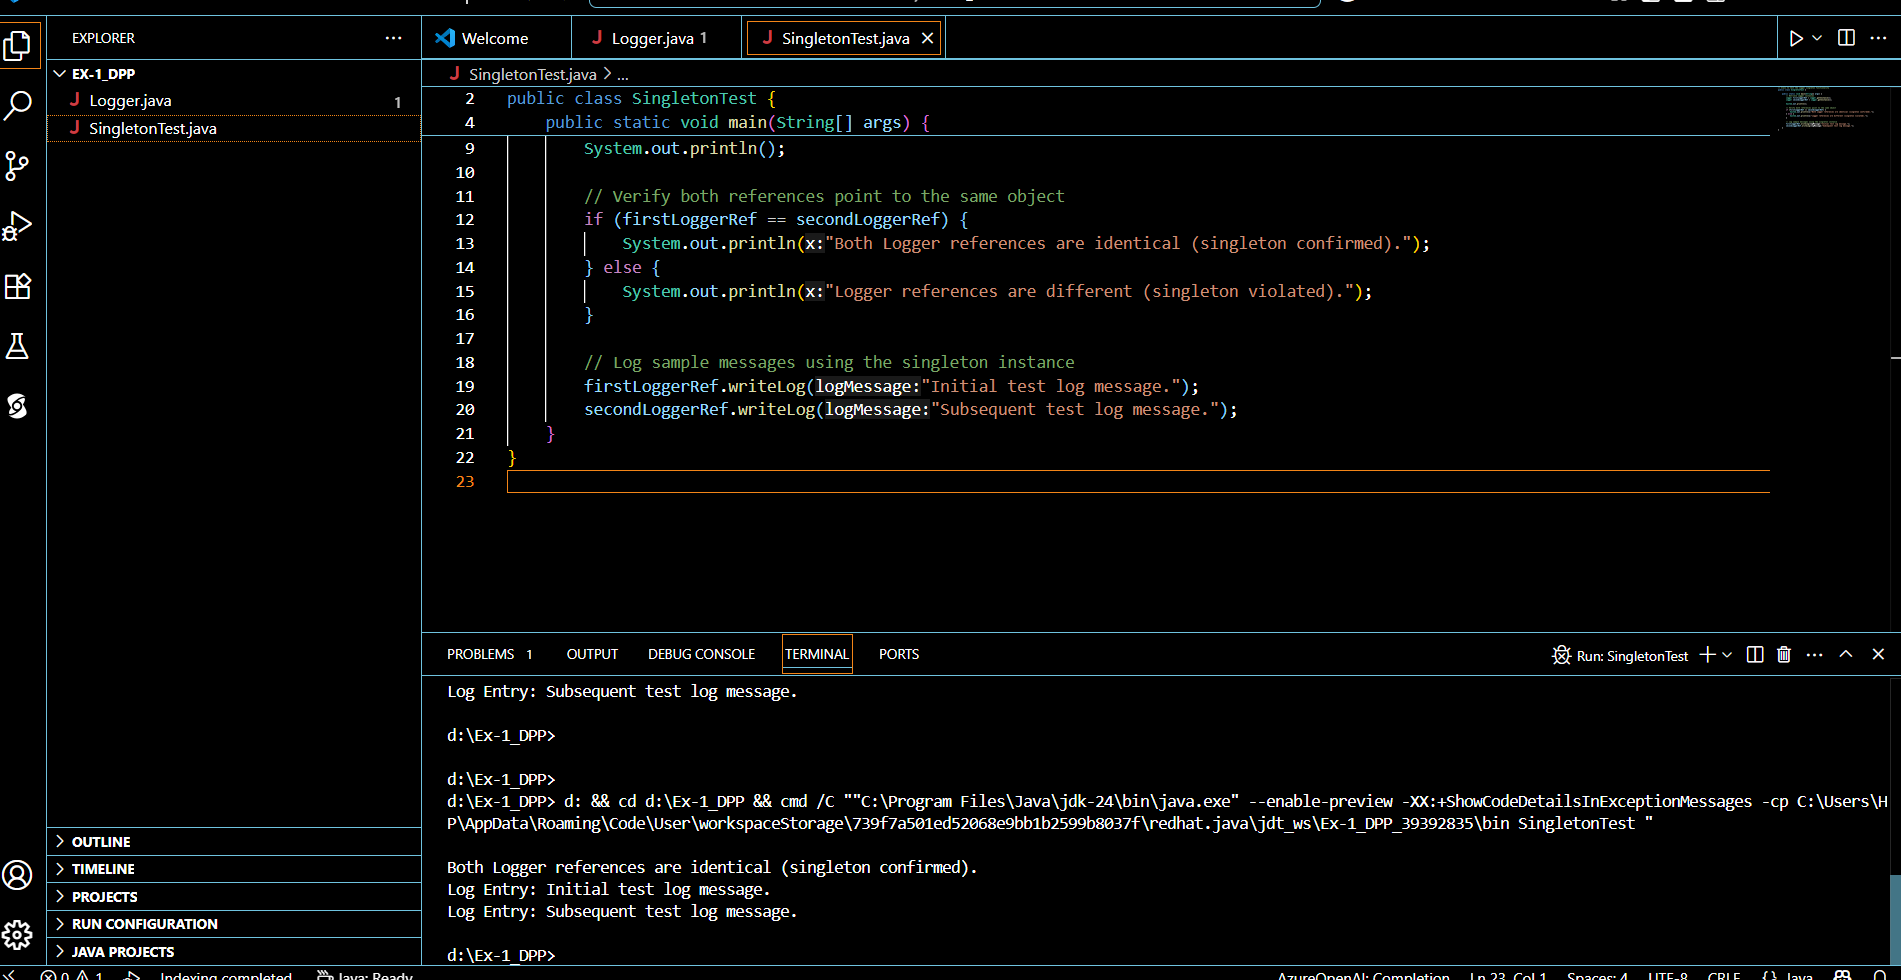 EXPLORER
EX-1_DPP
Logger.java 1
SingletonTest.java
OUTLINE
TIMELINE
PROJECTS
RUN CONFIGURATION
JAVA PROJECTS
Welcome
Logger.java 1
SingletonTest.java
SingletonTest.java > ...
2 public class SingletonTest {
4 public static void main(String[] args) {
9 System.out.println();
10
11 // Verify both references point to the same object
12 if (firstLoggerRef == secondLoggerRef) {
13 System.out.println(x:"Both Logger references are identical (singleton confirmed).");
14 } else {
15 System.out.println(x:"Logger references are different (singleton violated).");
16 }
17
18 // Log sample messages using the singleton instance
19 firstLoggerRef.writeLog(logMessage:"Initial test log message.");
20 secondLoggerRef.writeLog(logMessage:"Subsequent test log message.");
21 }
22 }
23
PROBLEMS 1 OUTPUT DEBUG CONSOLE TERMINAL PORTS
Run: SingletonTest
Log Entry: Subsequent test log message.
d:\Ex-1_DPP>
d:\Ex-1_DPP>
d:\Ex-1_DPP> d: && cd d:\Ex-1_DPP && cmd /C ""C:\Program Files\Java\jdk-24\bin\java.exe" --enable-preview -XX:+ShowCodeDetailsInExceptionMessages -cp C:\Users\H
P\AppData\Roaming\Code\User\workspaceStorage\739f7a501ed52068e9bb1b2599b8037f\redhat.java\jdt_ws\Ex-1_DPP_39392835\bin SingletonTest "
Both Logger references are identical (singleton confirmed).
Log Entry: Initial test log message.
Log Entry: Subsequent test log message.
d:\Ex-1_DPP>
0 1 Indexing completed Java: Ready AzureOpenAI: Completion Ln 23, Col 1 Spaces: 4 UTF-8 CRLF {} Java